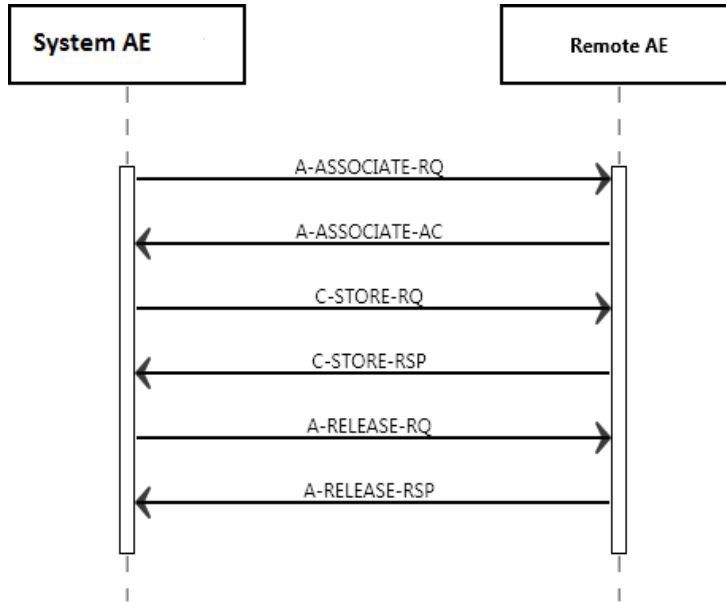 System AE
Remote AE
A-ASSOCIATE-RQ
A-ASSOCIATE-AC
C-STORE-RQ
C-STORE-RSP
A-RELEASE-RQ
A-RELEASE-RSP